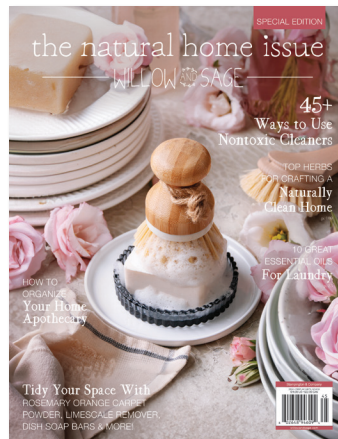 SPECIAL EDITION
the natural home issue
WILLOW AND SAGE
45+
Ways to Use
Nontoxic Cleaners
TOP HERBS
FOR CRAFTING A
Naturally
Clean Home
10 GREAT
ESSENTIAL OILS
For Laundry
HOW TO
ORGANIZE
Your Home
Apothecary
Tidy Your Space With
ROSEMARY ORANGE CARPET
POWDER, LIMESCALE REMOVER,
DISH SOAP BARS & MORE!